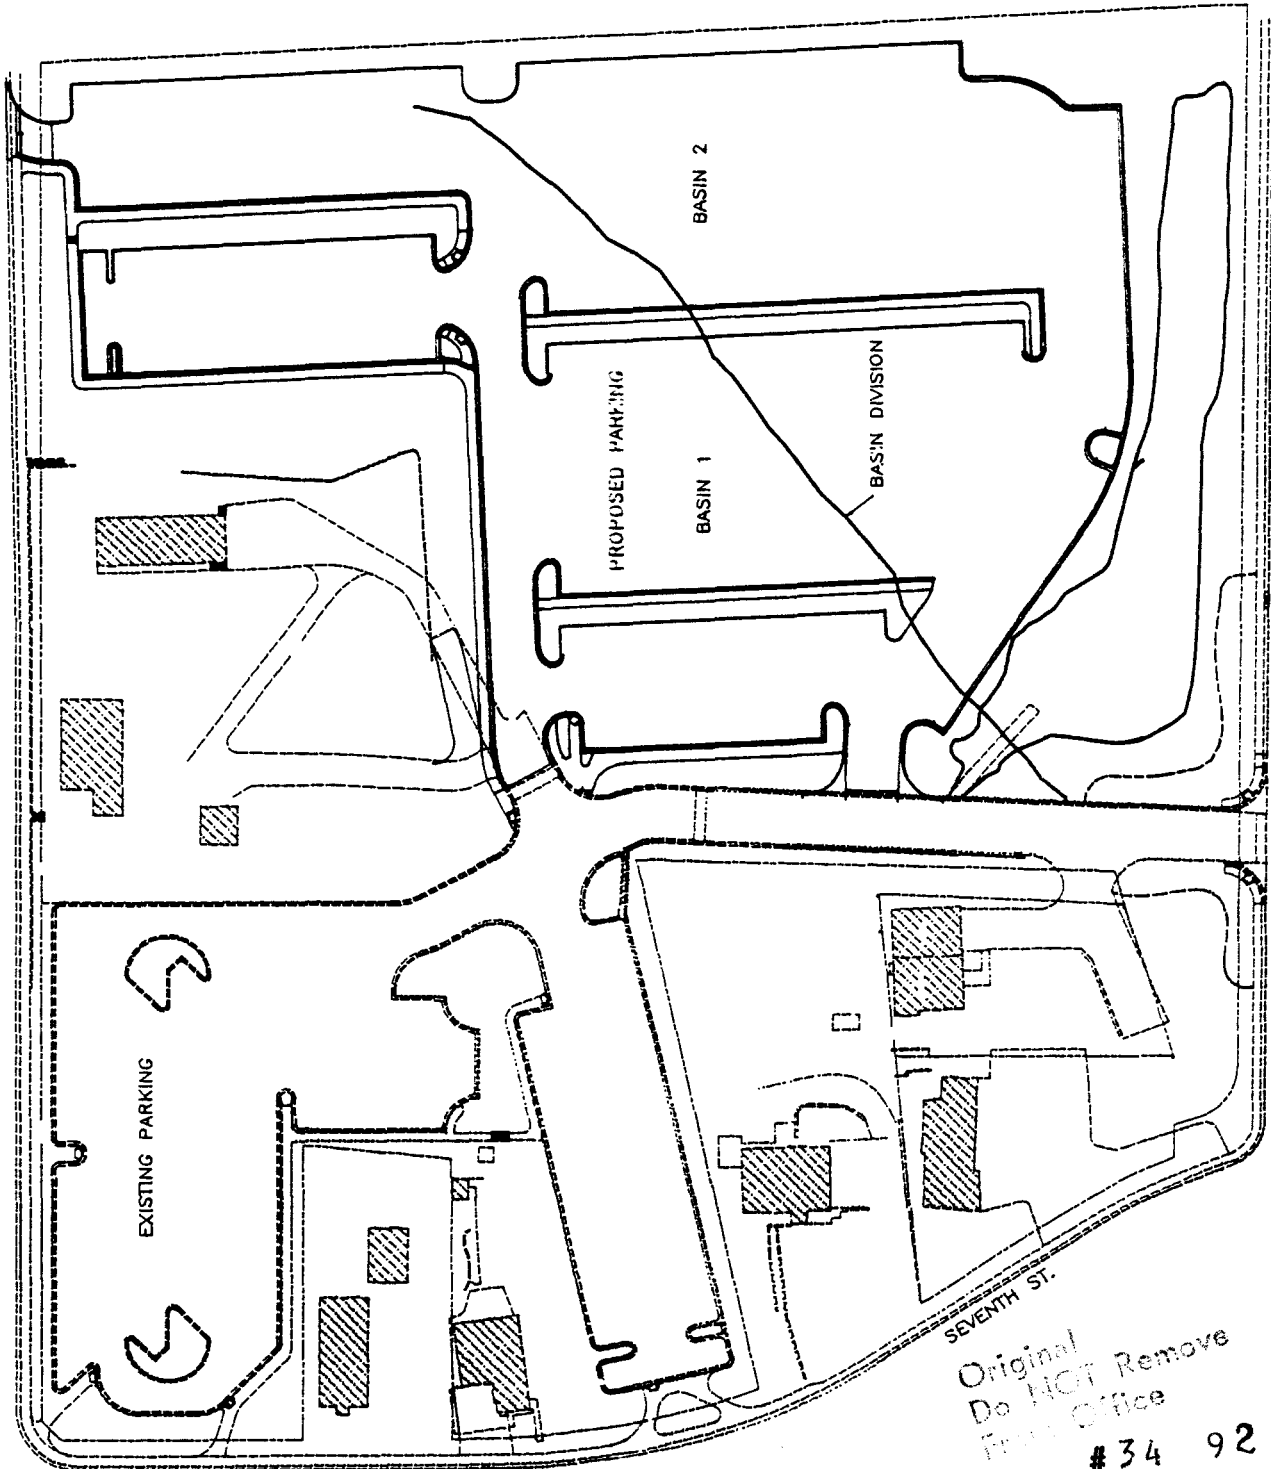 BASIN 2
PROPOSED PARKING
BASIN 1
BASIN DIVISION
EXISTING PARKING
SEVENTH ST.
Original
Do NOT Remove
From Office
#34 92